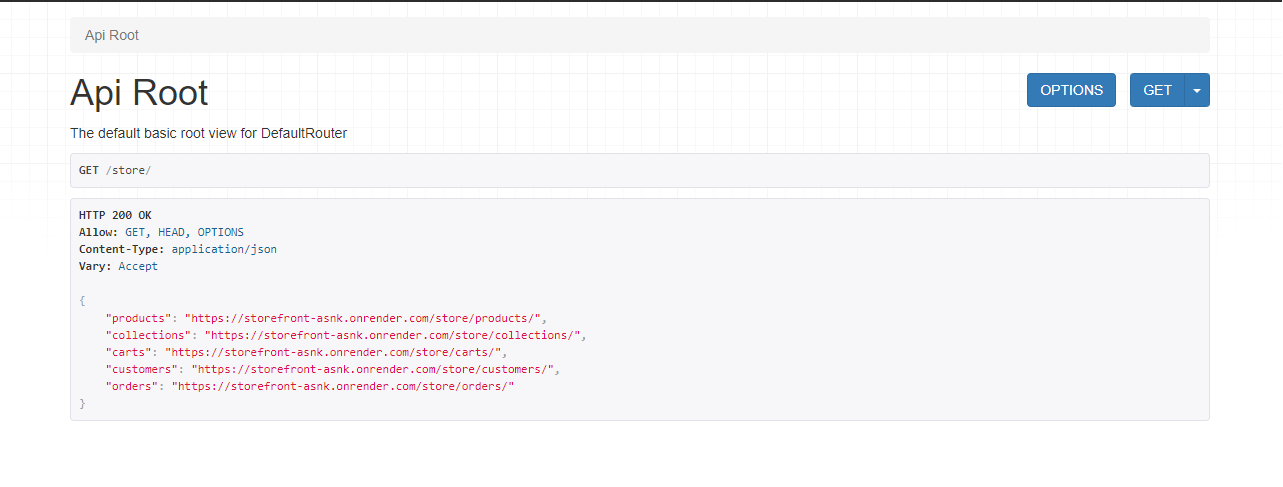 Api Root
Api Root
OPTIONS
GET
The default basic root view for DefaultRouter
GET /store/
HTTP 200 OK
Allow: GET, HEAD, OPTIONS
Content-Type: application/json
Vary: Accept
{
    "products": "https://storefront-asnk.onrender.com/store/products/",
    "collections": "https://storefront-asnk.onrender.com/store/collections/",
    "carts": "https://storefront-asnk.onrender.com/store/carts/",
    "customers": "https://storefront-asnk.onrender.com/store/customers/",
    "orders": "https://storefront-asnk.onrender.com/store/orders/"
}